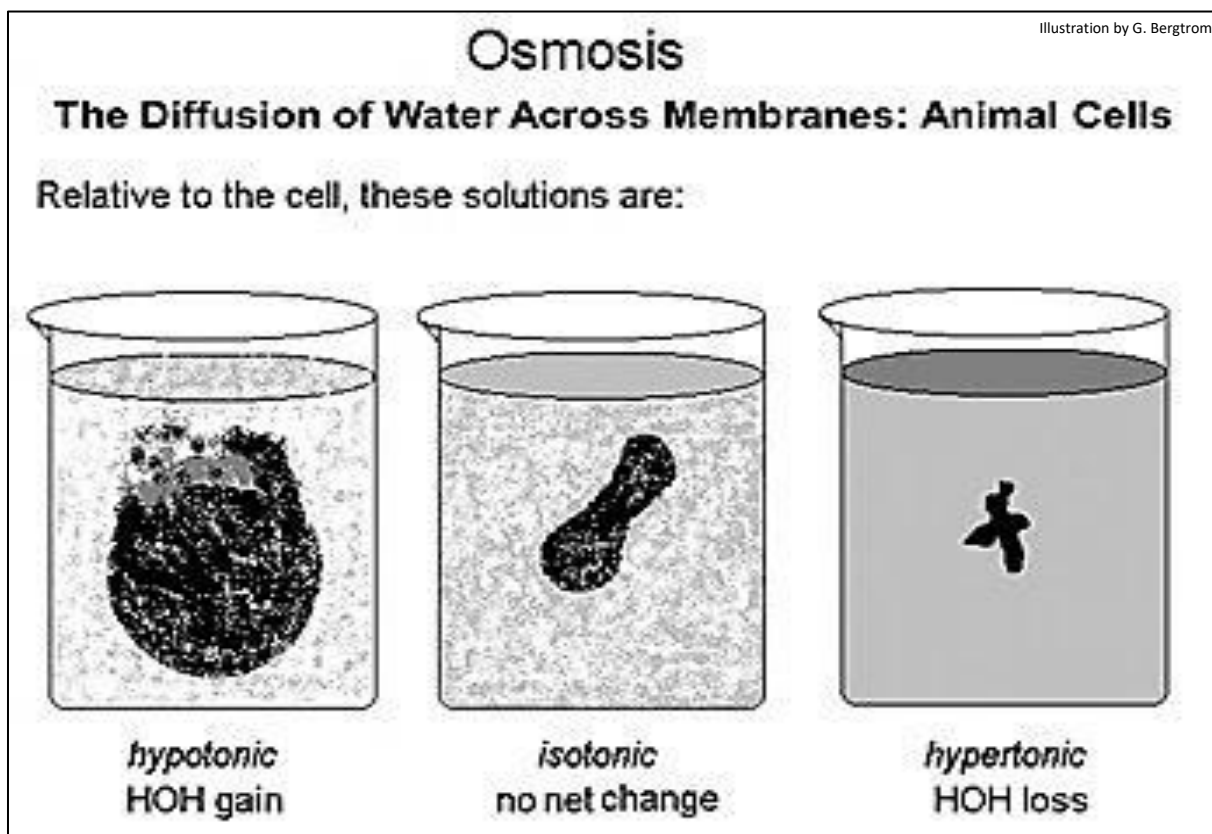 Illustration by G. Bergtrom
Osmosis
The Diffusion of Water Across Membranes: Animal Cells
Relative to the cell, these solutions are:
hypotonic
HOH gain
isotonic
no net change
hypertonic
HOH loss